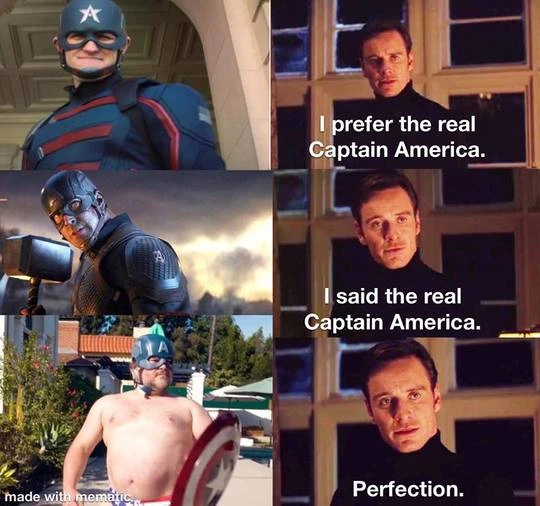 I prefer the real
Captain America.
I said the real
Captain America.
Perfection.
made with mematic